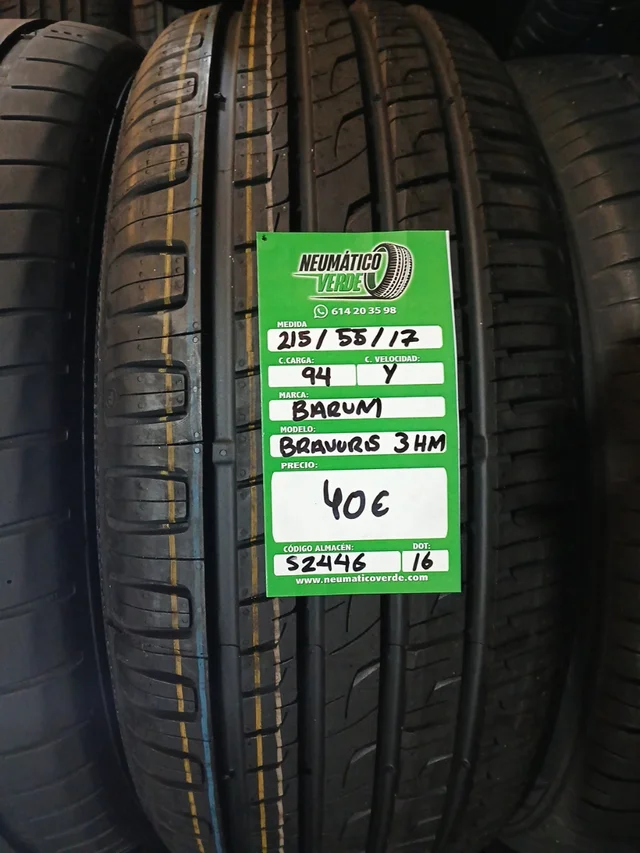 NEUMÁTICO
VERDE
614 20 35 98
MEDIDA
215 / 55 / 17
C.CARGA: C. VELOCIDAD:
94 Y
MARCA:
BARUM
MODELO:
BRAVURIS 3HM
PRECIO:
40€
CÓDIGO ALMACÉN: DOT:
S2446 16
www.neumaticoverde.com